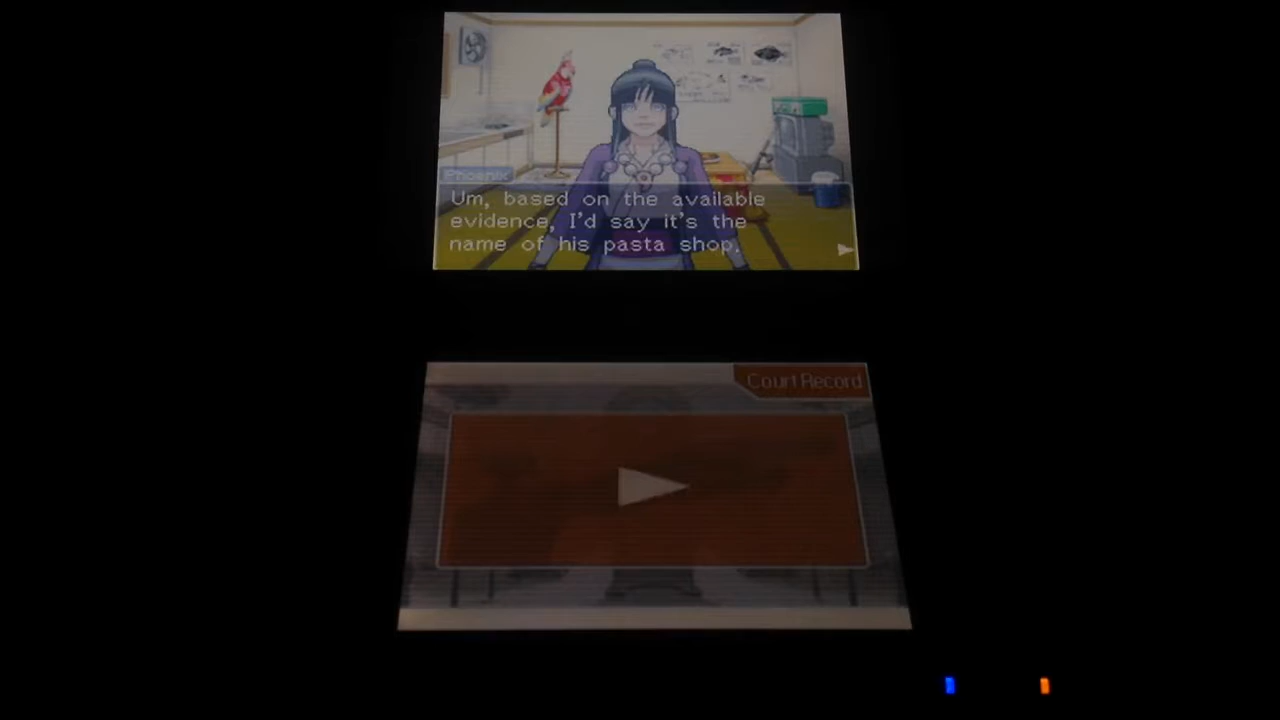 Phoenix
Um, based on the available
evidence, I'd say it's the
name of his pasta shop.
Court Record